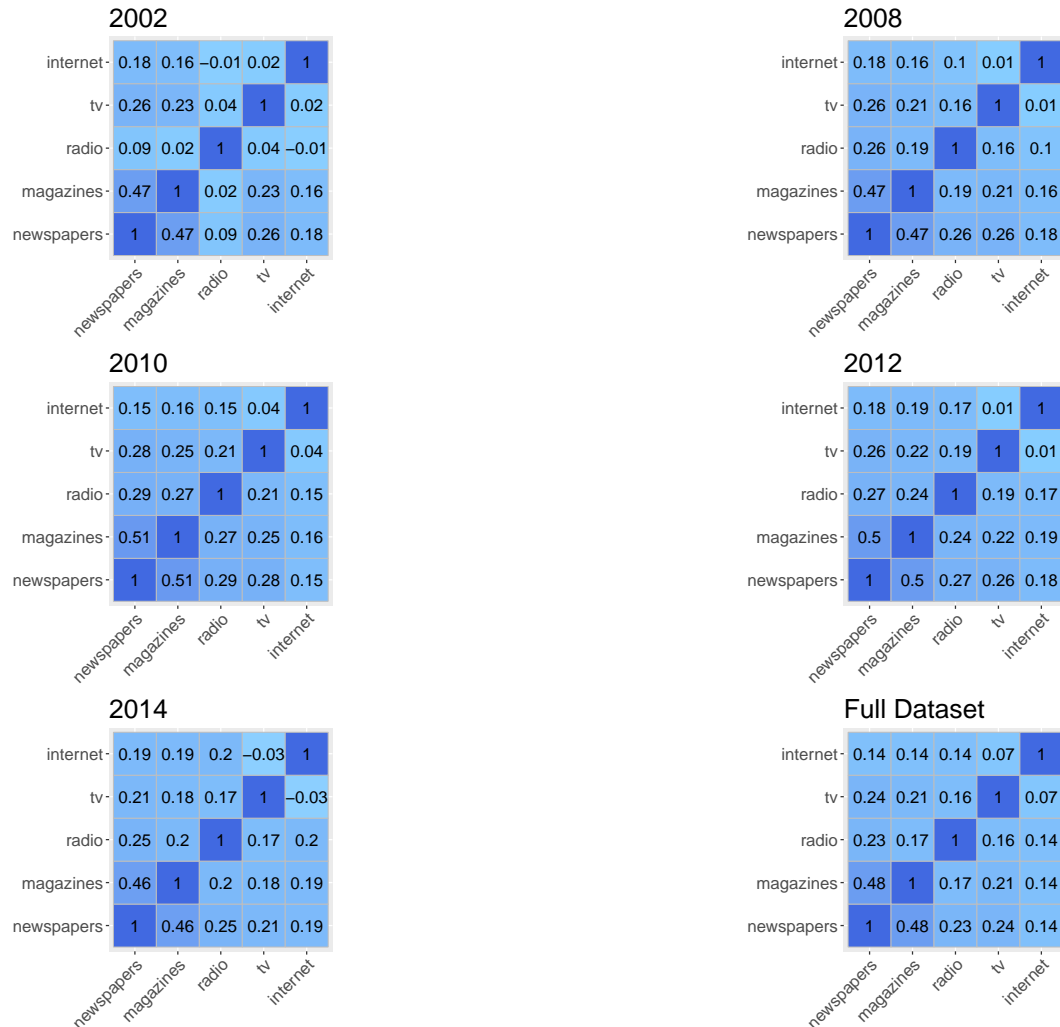 2002
internet 0.18 0.16 −0.01 0.02 1
tv 0.26 0.23 0.04 1 0.02
radio 0.09 0.02 1 0.04 −0.01
magazines 0.47 1 0.02 0.23 0.16
newspapers 1 0.47 0.09 0.26 0.18
newspapers magazines radio tv internet
2008
internet 0.18 0.16 0.1 0.01 1
tv 0.26 0.21 0.16 1 0.01
radio 0.26 0.19 1 0.16 0.1
magazines 0.47 1 0.19 0.21 0.16
newspapers 1 0.47 0.26 0.26 0.18
newspapers magazines radio tv internet
2010
internet 0.15 0.16 0.15 0.04 1
tv 0.28 0.25 0.21 1 0.04
radio 0.29 0.27 1 0.21 0.15
magazines 0.51 1 0.27 0.25 0.16
newspapers 1 0.51 0.29 0.28 0.15
newspapers magazines radio tv internet
2012
internet 0.18 0.19 0.17 0.01 1
tv 0.26 0.22 0.19 1 0.01
radio 0.27 0.24 1 0.19 0.17
magazines 0.5 1 0.24 0.22 0.19
newspapers 1 0.5 0.27 0.26 0.18
newspapers magazines radio tv internet
2014
internet 0.19 0.19 0.2 −0.03 1
tv 0.21 0.18 0.17 1 −0.03
radio 0.25 0.2 1 0.17 0.2
magazines 0.46 1 0.2 0.18 0.19
newspapers 1 0.46 0.25 0.21 0.19
newspapers magazines radio tv internet
Full Dataset
internet 0.14 0.14 0.14 0.07 1
tv 0.24 0.21 0.16 1 0.07
radio 0.23 0.17 1 0.16 0.14
magazines 0.48 1 0.17 0.21 0.14
newspapers 1 0.48 0.23 0.24 0.14
newspapers magazines radio tv internet